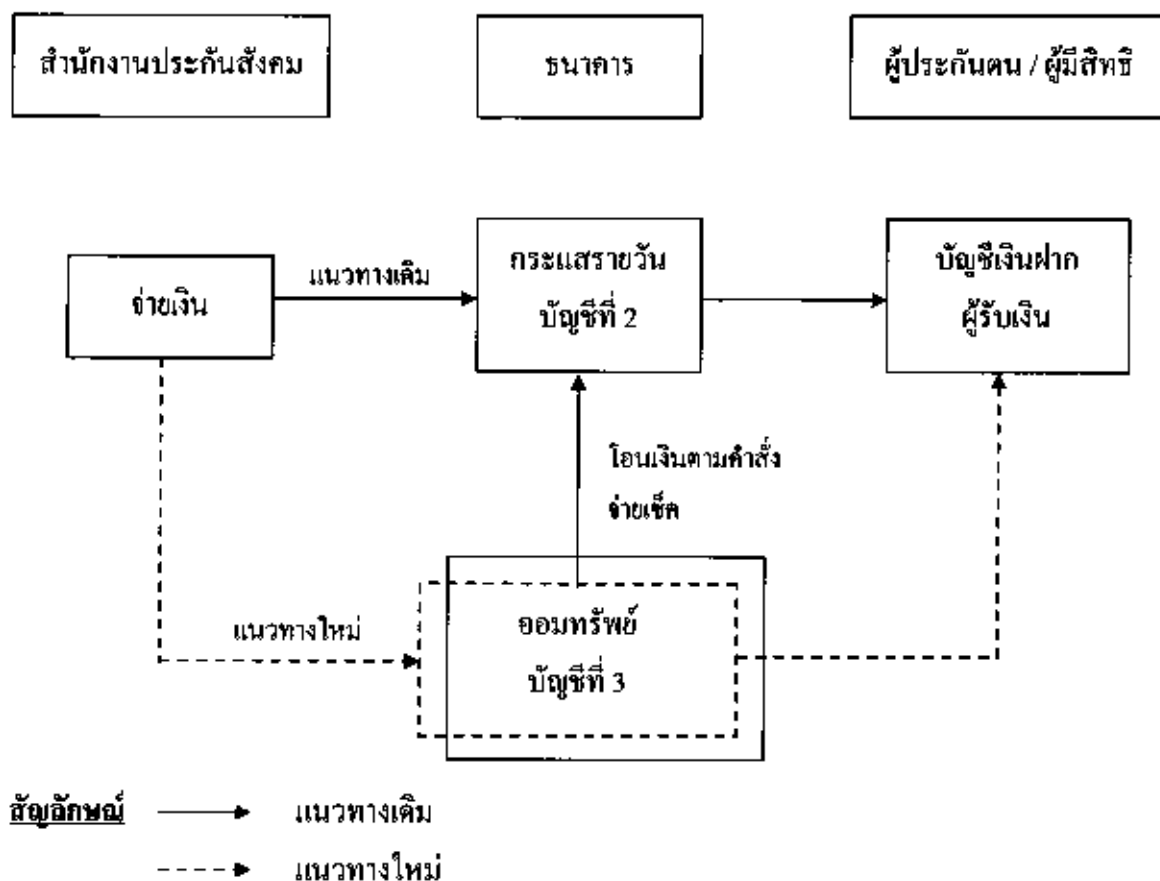 สำนักงานประกันสังคม
ธนาคาร
ผู้ประกันตน / ผู้มีสิทธิ
จ่ายเงิน
แนวทางเดิม
กระแสรายวัน
บัญชีที่ 2
บัญชีเงินฝาก
ผู้รับเงิน
โอนเงินตามคำสั่ง
จ่ายเช็ค
แนวทางใหม่
ออมทรัพย์
บัญชีที่ 3
สัญลักษณ์
แนวทางเดิม
แนวทางใหม่